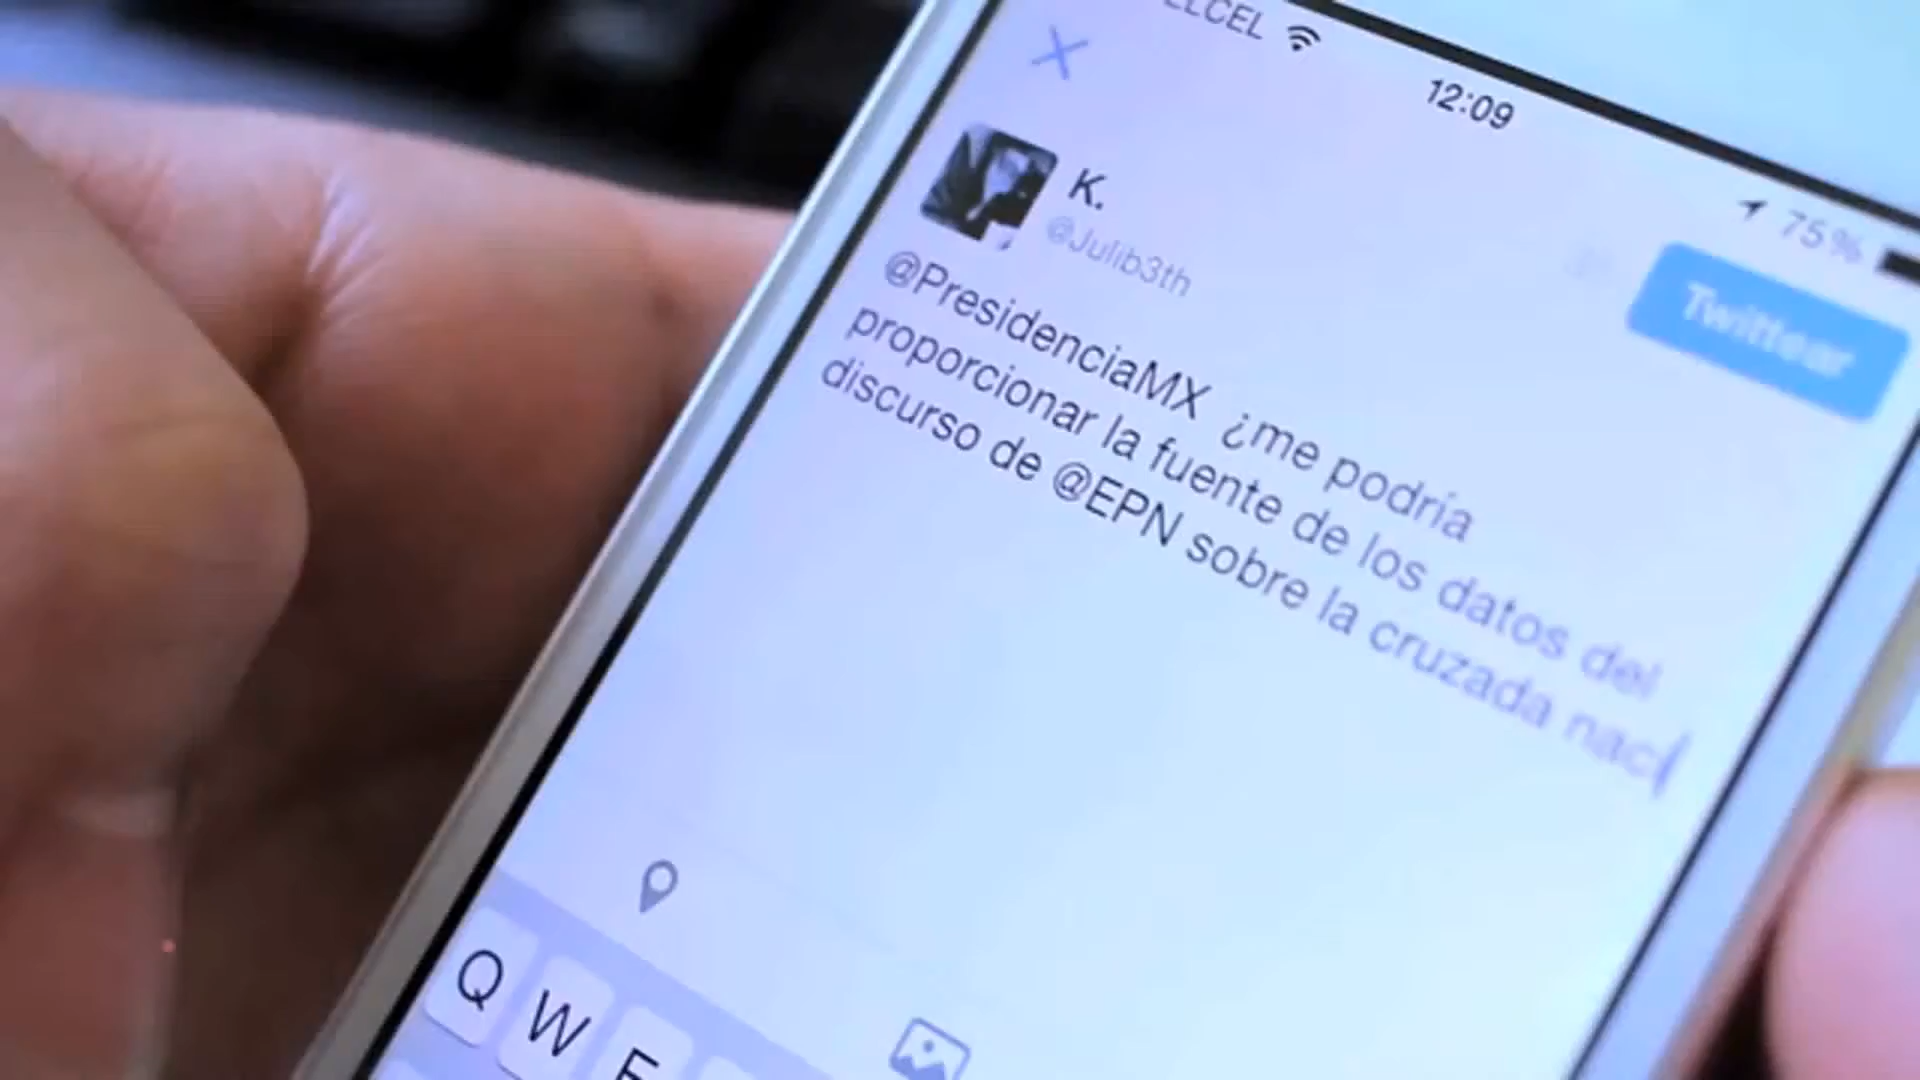 ELCEL
12:09
75%
K.
@Julib3th
Twittear
@PresidenciaMX ¿me podría
proporcionar la fuente de los datos del
discurso de @EPN sobre la cruzada naci
Q W E